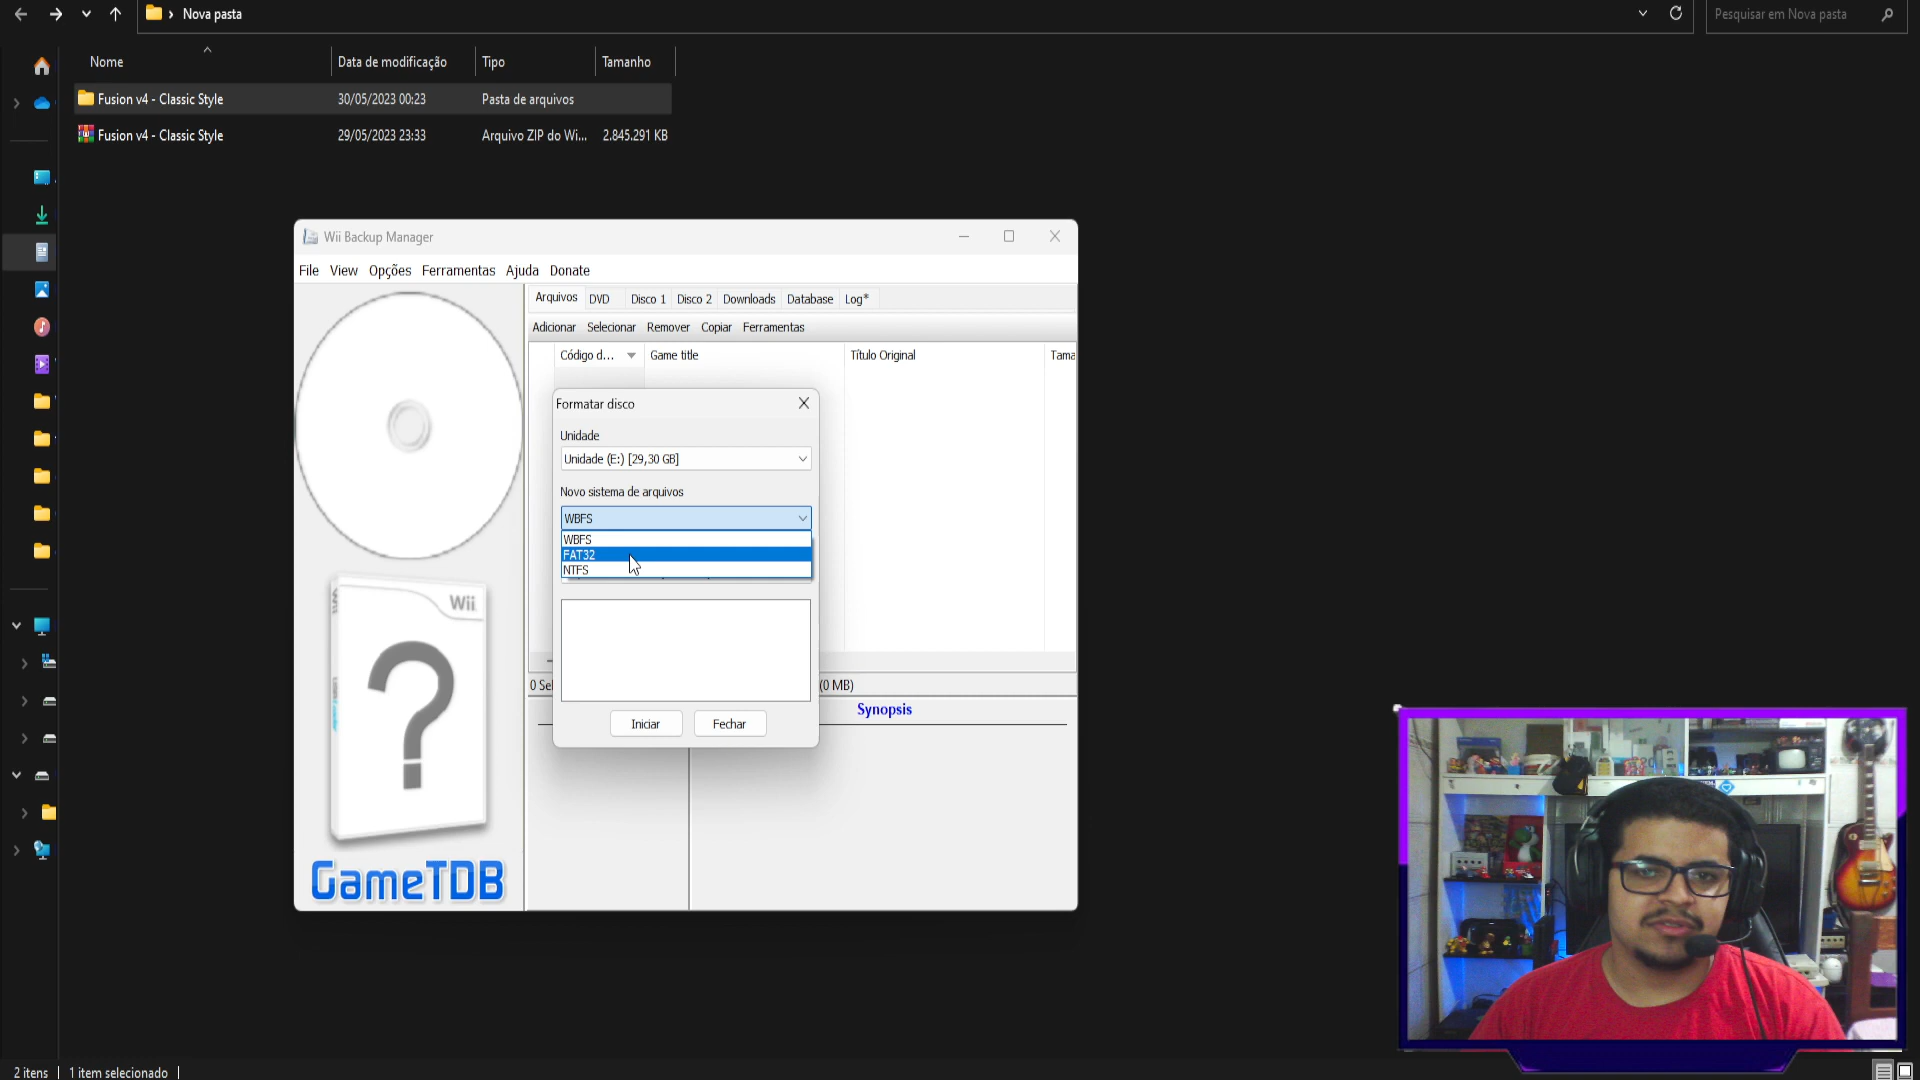 Nova pasta
Pesquisar em Nova pasta
Nome
Data de modificação
Tipo
Tamanho
Fusion v4 - Classic Style
30/05/2023 00:23
Pasta de arquivos
Fusion v4 - Classic Style
29/05/2023 23:33
Arquivo ZIP do Wi...
2.845.291 KB
Wii Backup Manager
File View Opções Ferramentas Ajuda Donate
Arquivos DVD Disco 1 Disco 2 Downloads Database Log*
Adicionar Selecionar Remover Copiar Ferramentas
Código d... Game title Título Original Tama
Formatar disco
Unidade
Unidade (E:) [29,30 GB]
Novo sistema de arquivos
WBFS
WBFS
FAT32
NTFS
Wii
0 Sel
(0 MB)
Synopsis
Iniciar
Fechar
GameTDB
2 itens
1 item selecionado